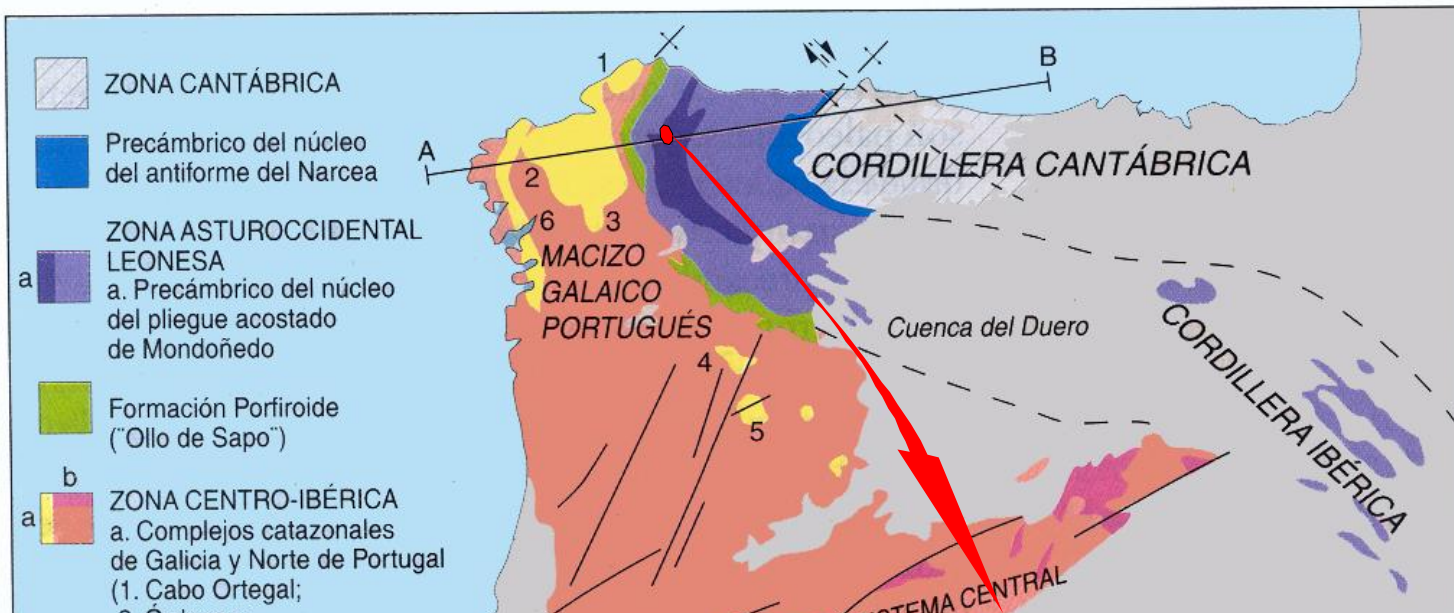 ZONA CANTÁBRICA
Precámbrico del núcleo
del antiforme del Narcea
ZONA ASTUROCCIDENTAL
LEONESA
a
a. Precámbrico del núcleo
del pliegue acostado
de Mondoñedo
Formación Porfiroide
(¨Ollo de Sapo¨)
b
a
ZONA CENTRO-IBÉRICA
a. Complejos catazonales
de Galicia y Norte de Portugal
(1. Cabo Ortegal;
1
B
A
CORDILLERA CANTÁBRICA
2
6
3
MACIZO
GALAICO
PORTUGUÉS
Cuenca del Duero
4
5
CORDILLERA IBÉRICA
CENTRAL